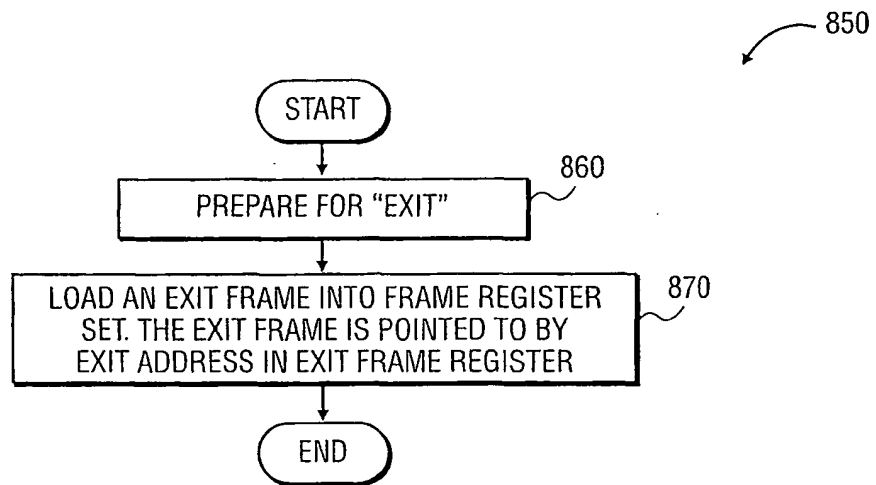 850
START
860
PREPARE FOR "EXIT"
870
LOAD AN EXIT FRAME INTO FRAME REGISTER
SET. THE EXIT FRAME IS POINTED TO BY
EXIT ADDRESS IN EXIT FRAME REGISTER
END